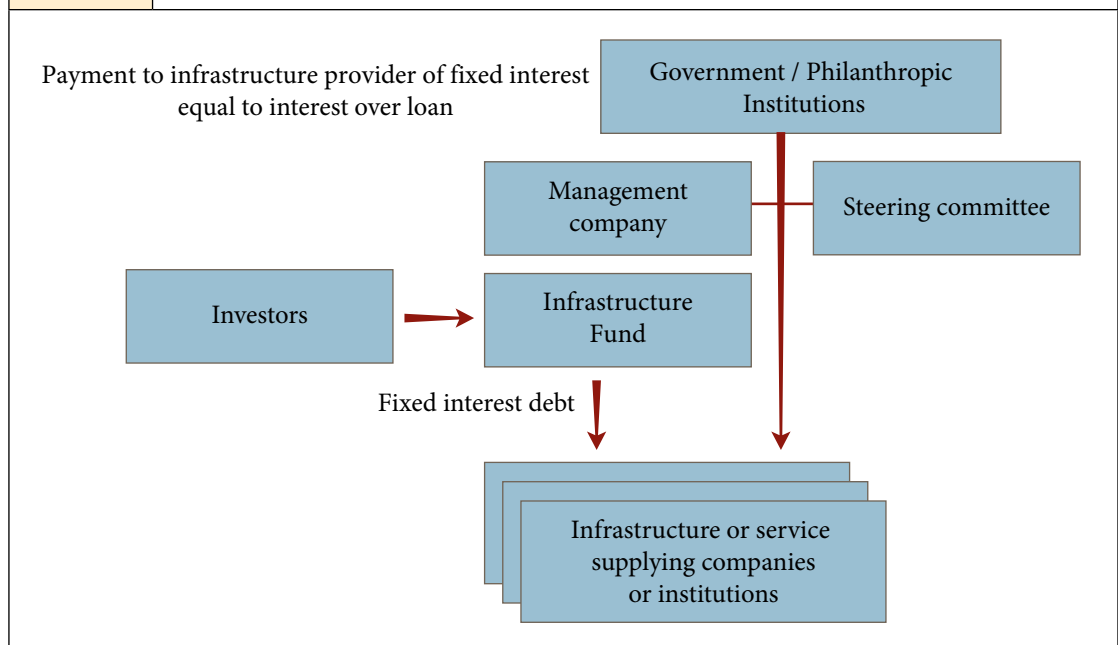 Payment to infrastructure provider of fixed interest
equal to interest over loan
Government / Philanthropic
Institutions
Management
company
Steering committee
Investors
Infrastructure
Fund
Fixed interest debt
Infrastructure or service
supplying companies
or institutions